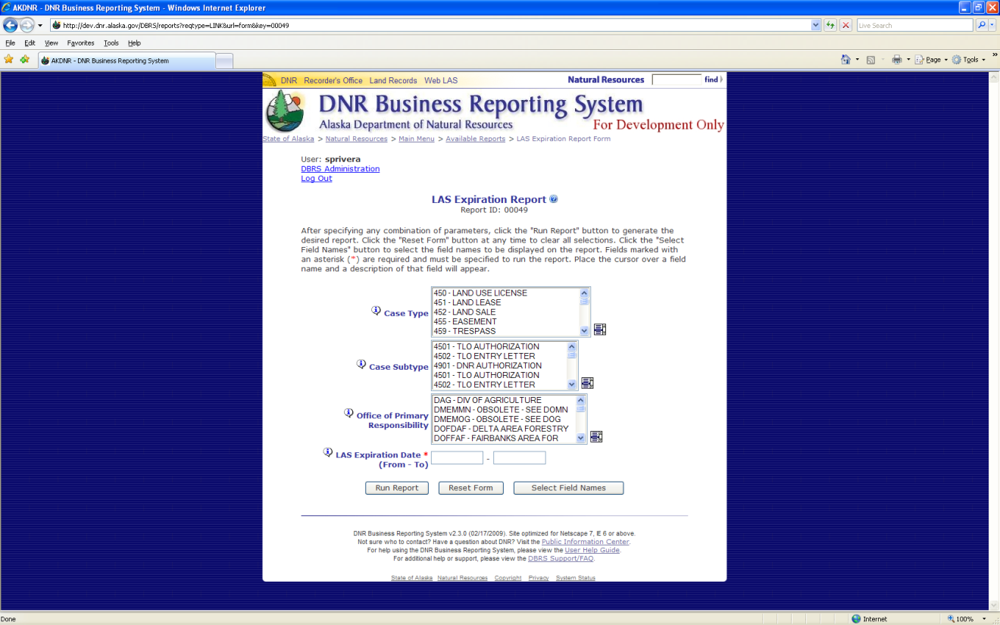 AKDNR - DNR Business Reporting System - Windows Internet Explorer
http://dev.dnr.alaska.gov/DBRS/reports?reqtype=LINK&url=form&key=00049
Live Search
File Edit View Favorites Tools Help
AKDNR - DNR Business Reporting System
Page Tools
DNR Recorder's Office Land Records Web LAS Natural Resources find
DNR Business Reporting System
Alaska Department of Natural Resources
For Development Only
State of Alaska > Natural Resources > Main Menu > Available Reports > LAS Expiration Report Form
User: sprivera
DBRS Administration
Log Out
LAS Expiration Report
Report ID: 00049
After specifying any combination of parameters, click the "Run Report" button to generate the
desired report. Click the "Reset Form" button at any time to clear all selections. Click the "Select
Field Names" button to select the field names to be displayed on the report. Fields marked with
an asterisk (*) are required and must be specified to run the report. Place the cursor over a field
name and a description of that field will appear.
Case Type
450 - LAND USE LICENSE
451 - LAND LEASE
452 - LAND SALE
455 - EASEMENT
459 - TRESPASS
Case Subtype
4501 - TLO AUTHORIZATION
4502 - TLO ENTRY LETTER
4901 - DNR AUTHORIZATION
4501 - TLO AUTHORIZATION
4502 - TLO ENTRY LETTER
Office of Primary
Responsibility
DAG - DIV OF AGRICULTURE
DMEMMN - OBSOLETE - SEE DOMN
DMEMOG - OBSOLETE - SEE DOG
DOFDAF - DELTA AREA FORESTRY
DOFFAF - FAIRBANKS AREA FOR
LAS Expiration Date *
(From - To)
-
Run Report Reset Form Select Field Names
DNR Business Reporting System v2.3.0 (02/17/2009). Site optimized for Netscape 7, IE 6 or above.
Not sure who to contact? Have a question about DNR? Visit the Public Information Center.
For help using the DNR Business Reporting System, please view the User Help Guide.
For additional help or support, please view the DBRS Support/FAQ.
State of Alaska Natural Resources Copyright Privacy System Status
Done
Internet
100%